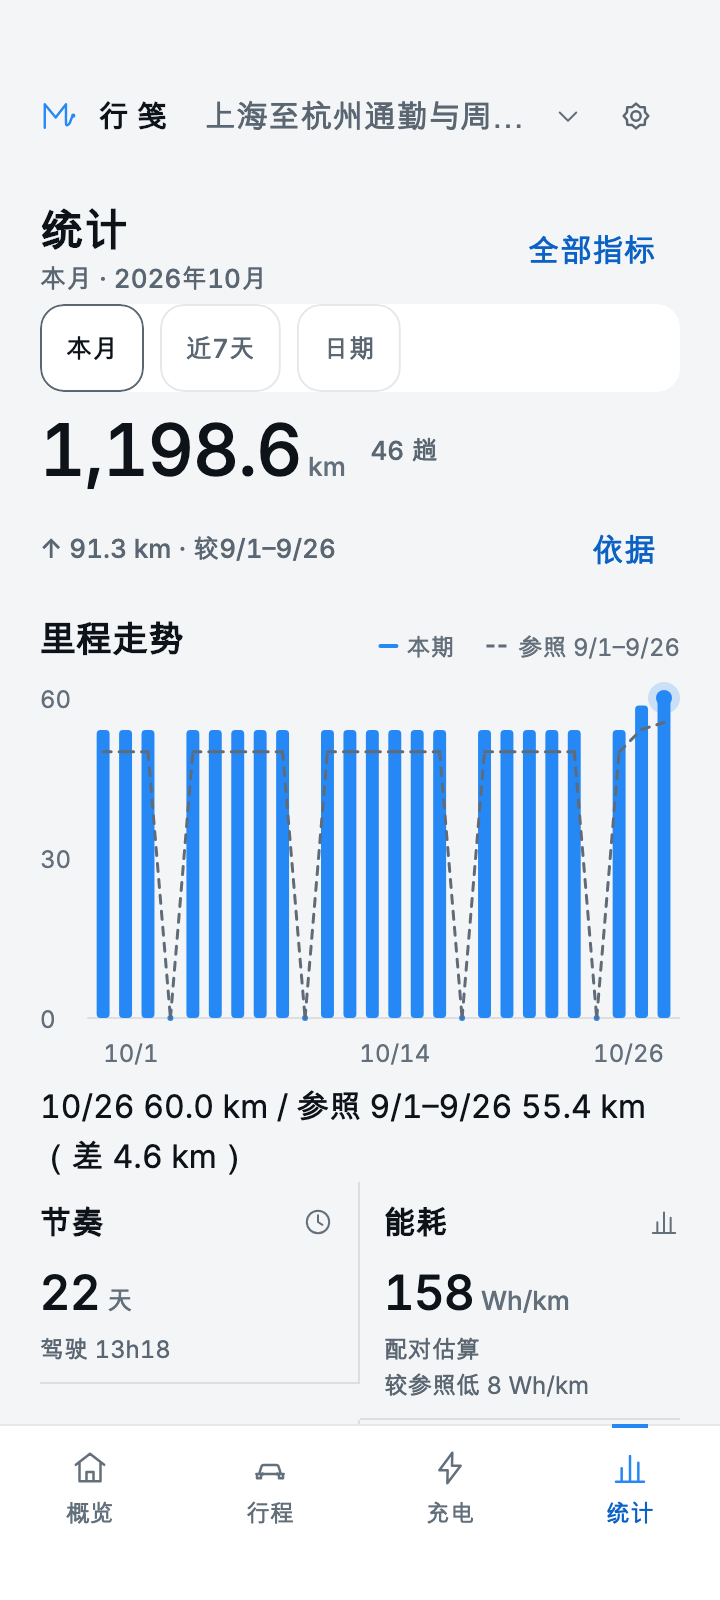 行笺 上海至杭州通勤与周...
统计
全部指标
本月 · 2026年10月
本月 近7天 日期
1,198.6 km 46 趟
↑ 91.3 km · 较9/1–9/26 依据
里程走势 本期 参照 9/1–9/26
60
30
0
10/1 10/14 10/26
10/26 60.0 km / 参照 9/1–9/26 55.4 km
（差 4.6 km）
节奏
22 天
驾驶 13h18
能耗
158 Wh/km
配对估算
较参照低 8 Wh/km
概览 行程 充电 统计